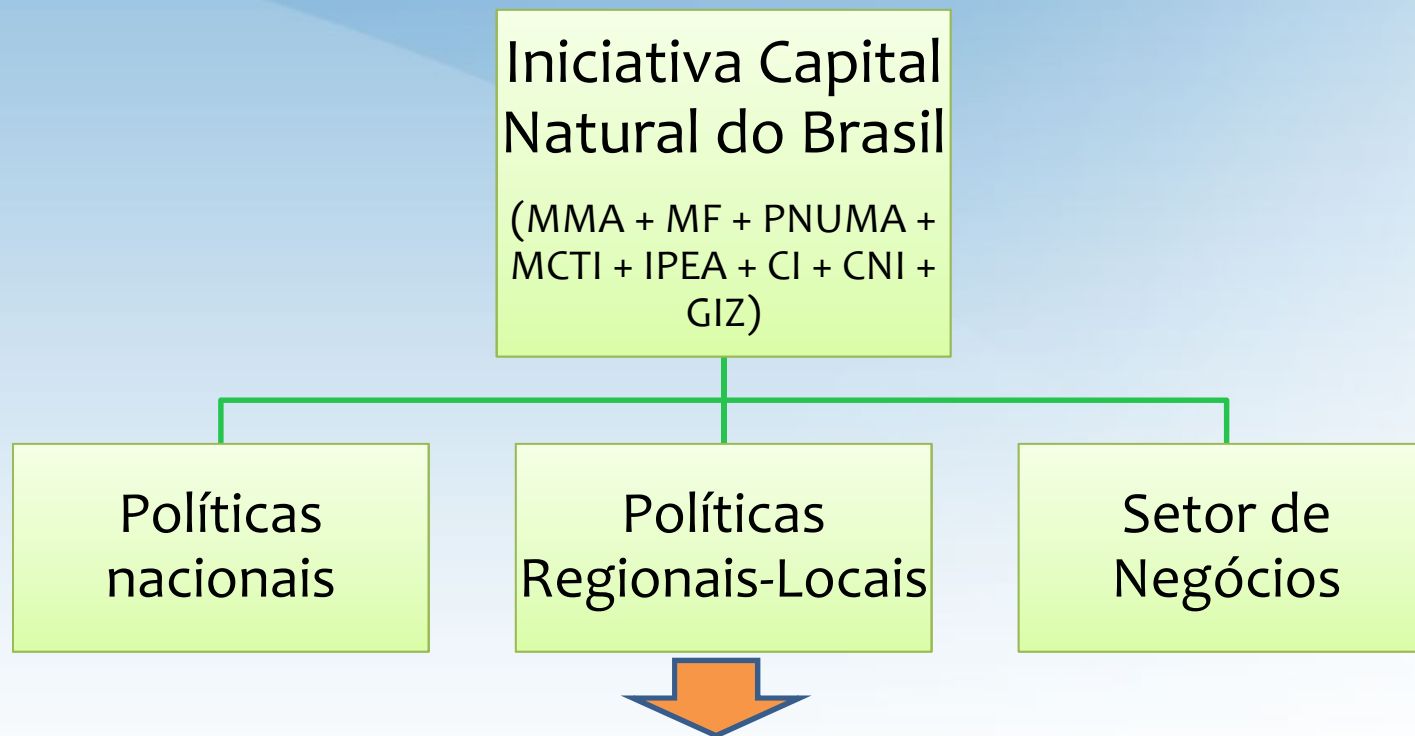 Iniciativa Capital
Natural do Brasil
(MMA + MF + PNUMA +
MCTI + IPEA + CI + CNI +
GIZ)
Políticas
nacionais
Políticas
Regionais-Locais
Setor de
Negócios